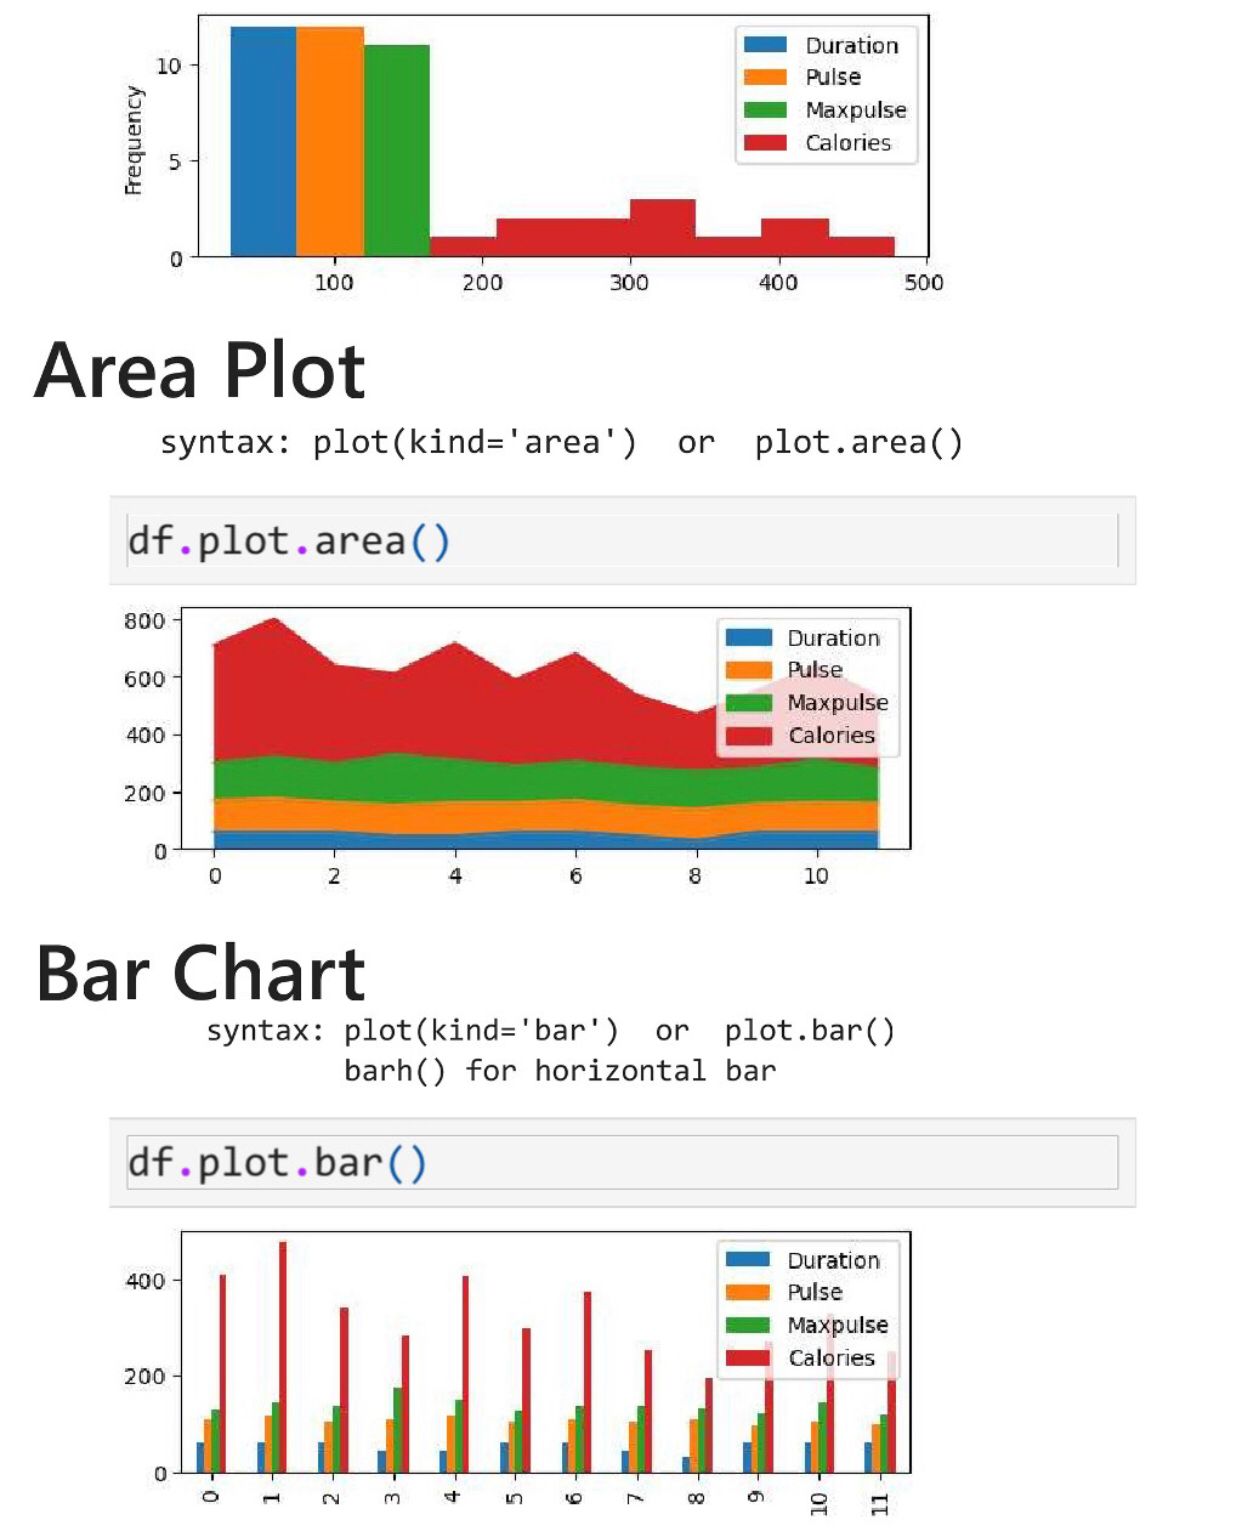 10
5
0
Frequency
Duration
Pulse
Maxpulse
Calories
100 200 300 400 500
Area Plot
syntax: plot(kind='area') or plot.area()
df.plot.area()
800
600
400
200
0
Duration
Pulse
Maxpulse
Calories
0 2 4 6 8 10
Bar Chart
syntax: plot(kind='bar') or plot.bar()
barh() for horizontal bar
df.plot.bar()
400
200
0
Duration
Pulse
Maxpulse
Calories
0 1 2 3 4 5 6 7 8 9 10 11